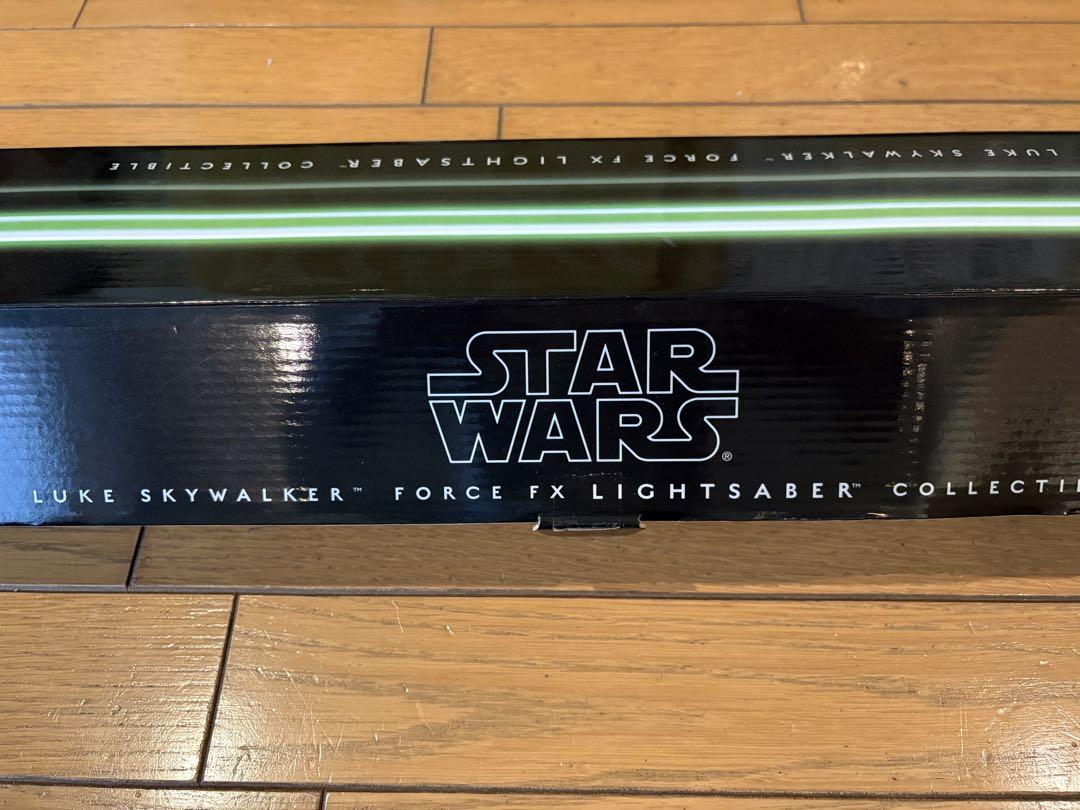 LUKE SKYWALKER™ FORCE FX LIGHTSABER™ COLLECTIBLE
STAR
WARS®
LUKE SKYWALKER™ FORCE FX LIGHTSABER™ COLLECTI